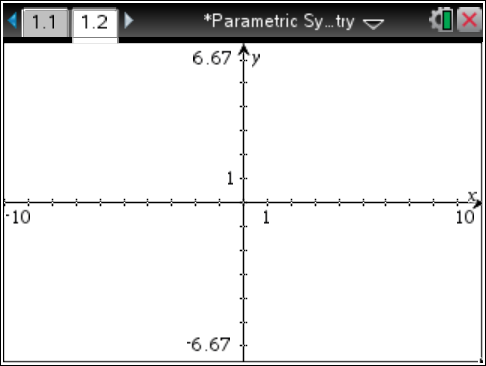 1.1 1.2 *Parametric Sy...try
6.67 y
1
x
-10 1 10
-6.67